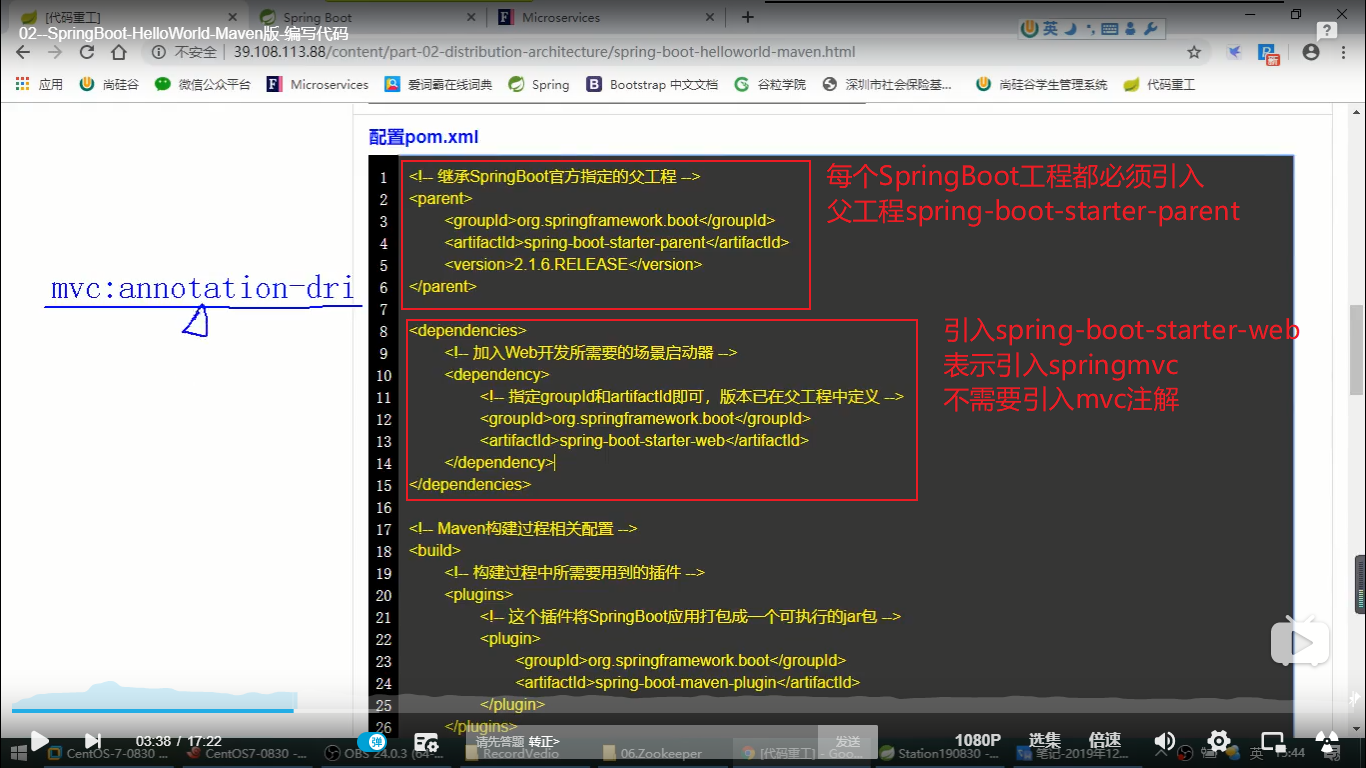 [代码重工]
Spring Boot
Microservices
英
02--SpringBoot-HelloWorld-Maven版-编写代码
不安全 | 39.108.113.88/content/part-02-distribution-architecture/spring-boot-helloworld-maven.html
新
应用 尚硅谷 微信公众平台 Microservices 爱词霸在线词典 Spring Bootstrap 中文文档 谷粒学院 深圳市社会保险基... 尚硅谷学生管理系统 代码重工
配置pom.xml
1 <!-- 继承SpringBoot官方指定的父工程 -->
2 <parent>
3 <groupId>org.springframework.boot</groupId>
4 <artifactId>spring-boot-starter-parent</artifactId>
5 <version>2.1.6.RELEASE</version>
6 </parent>
7
8 <dependencies>
9 <!-- 加入Web开发所需要的场景启动器 -->
10 <dependency>
11 <!-- 指定groupId和artifactId即可，版本已在父工程中定义 -->
12 <groupId>org.springframework.boot</groupId>
13 <artifactId>spring-boot-starter-web</artifactId>
14 </dependency>
15 </dependencies>
16
17 <!-- Maven构建过程相关配置 -->
18 <build>
19 <!-- 构建过程中所需要用到的插件 -->
20 <plugins>
21 <!-- 这个插件将SpringBoot应用打包成一个可执行的jar包 -->
22 <plugin>
23 <groupId>org.springframework.boot</groupId>
24 <artifactId>spring-boot-maven-plugin</artifactId>
25 </plugin>
26 </plugins>
每个SpringBoot工程都必须引入
父工程spring-boot-starter-parent
引入spring-boot-starter-web
表示引入springmvc
不需要引入mvc注解
mvc:annotation-dri
03:38 / 17:22
弹
请先答题 转正>
发送
1080P 选集 倍速
CentOS-7-0830 -...
CentOS7-0830 -...
OBS 24.0.3 (64-...
RecordVedio
06.Zookeeper
[代码重工] - Goo...
Station190830 -...
笔记-2019年12...
英
15:44